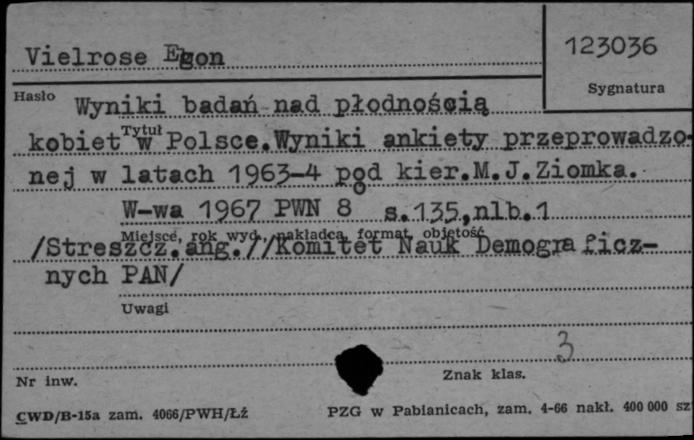 Vielrose Egon
123036
Sygnatura
Hasło
Wyniki badań nad płodnością
kobiet w Polsce.Wyniki ankiety przeprowadzo-
Tytuł
nej w latach 1963-4 pod kier.M.J.Ziomka.
W-wa 1967 PWN 8 s.135,nlb.1
Miejsce, rok wyd., nakładca, format, objętość
/Streszcz.ang.//Komitet Nauk Demograficz-
nych PAN/
Uwagi
3
Nr inw.
Znak klas.
CWD/B-15a zam. 4066/PWH/Łź
PZG w Pabianicach, zam. 4-66 nakł. 400 000 sz